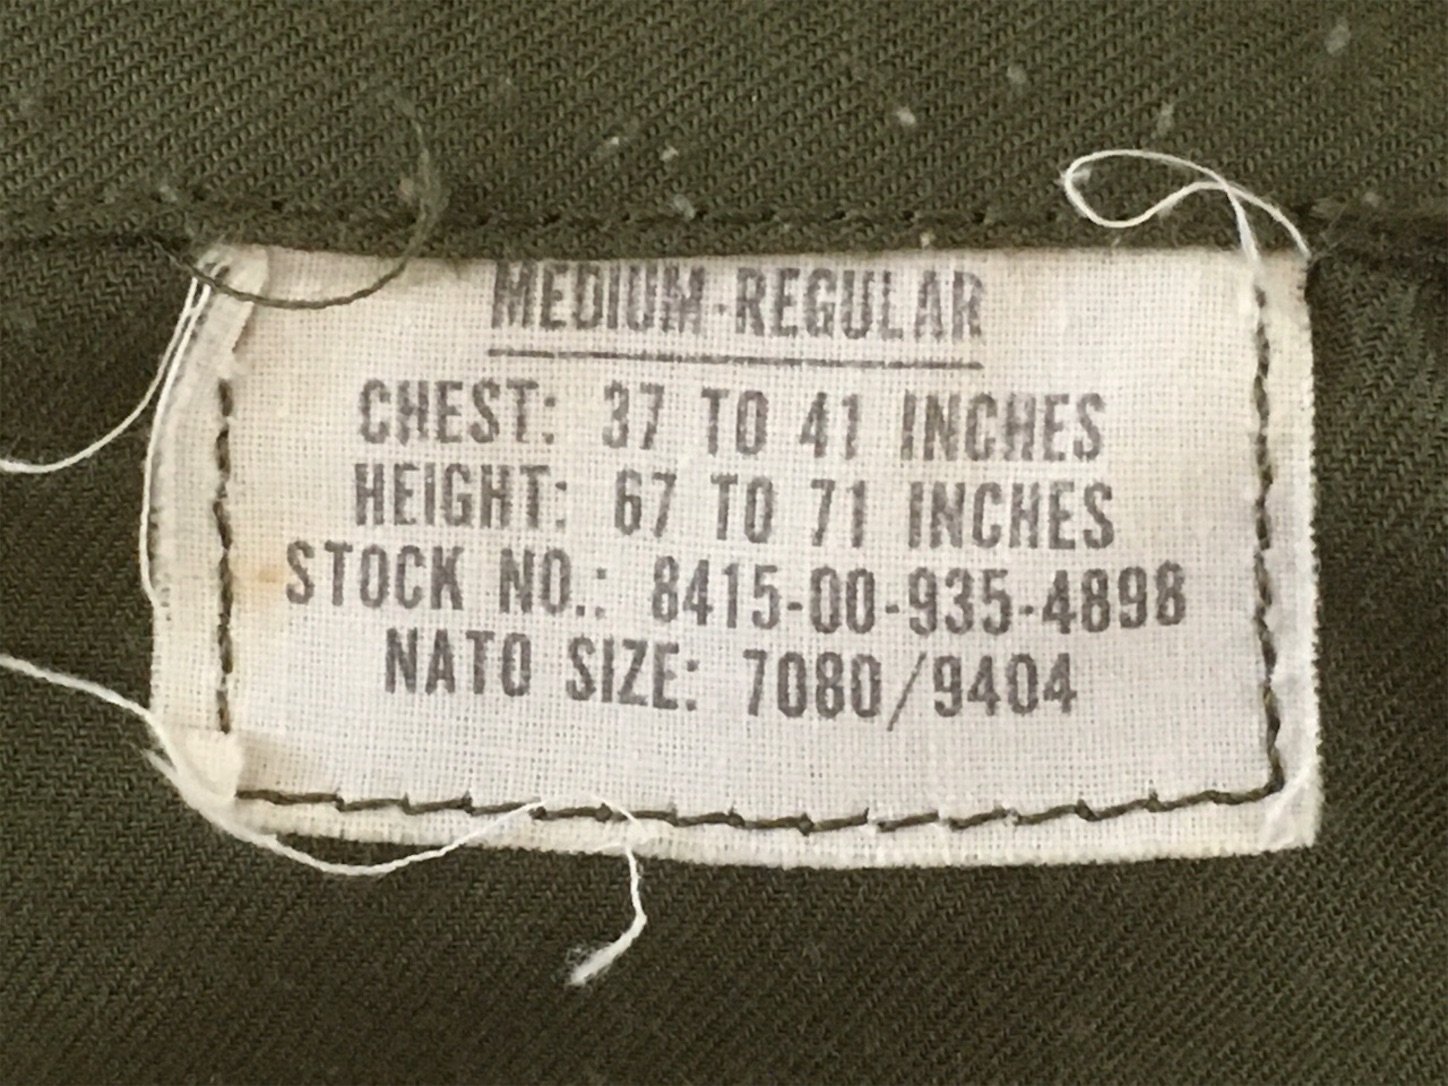 MEDIUM-REGULAR
CHEST: 37 TO 41 INCHES
HEIGHT: 67 TO 71 INCHES
STOCK NO.: 8415-00-935-4898
NATO SIZE: 7080/9404